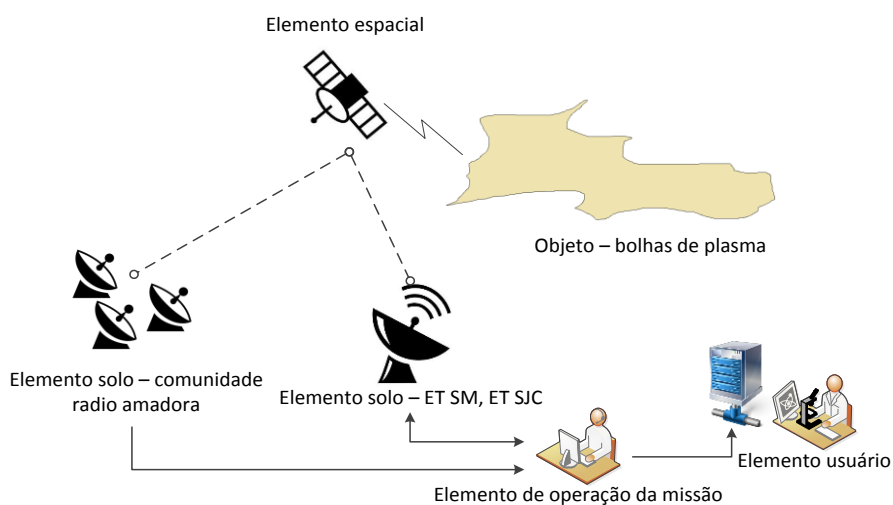 Elemento espacial
Objeto – bolhas de plasma
Elemento solo – comunidade
radio amadora
Elemento solo – ET SM, ET SJC
Elemento usuário
Elemento de operação da missão